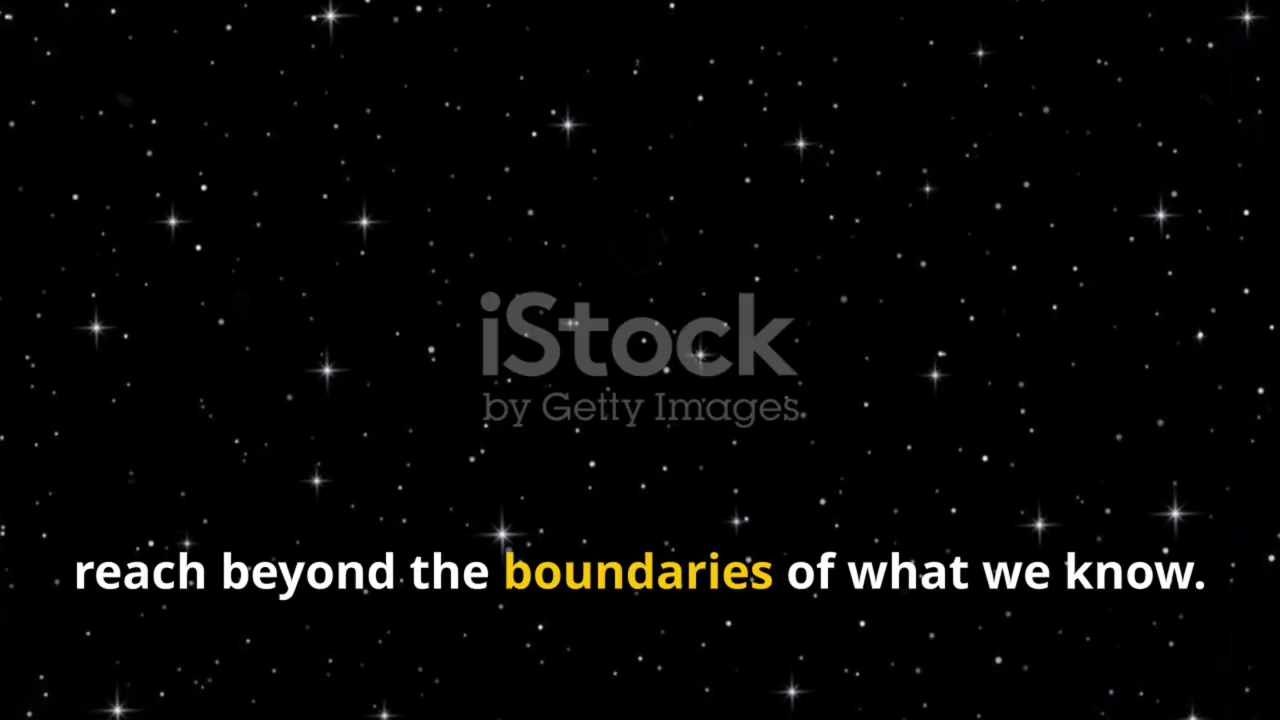 iStock
by Getty Images
reach beyond the boundaries of what we know.